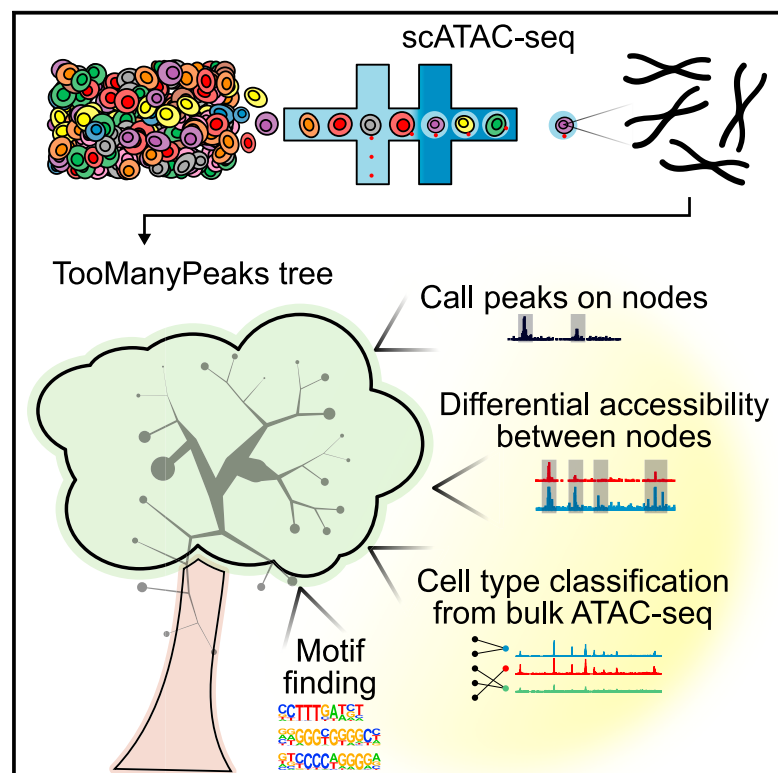 scATAC-seq
TooManyPeaks tree
Call peaks on nodes
Differential accessibility
between nodes
Cell type classification
from bulk ATAC-seq
Motif
finding